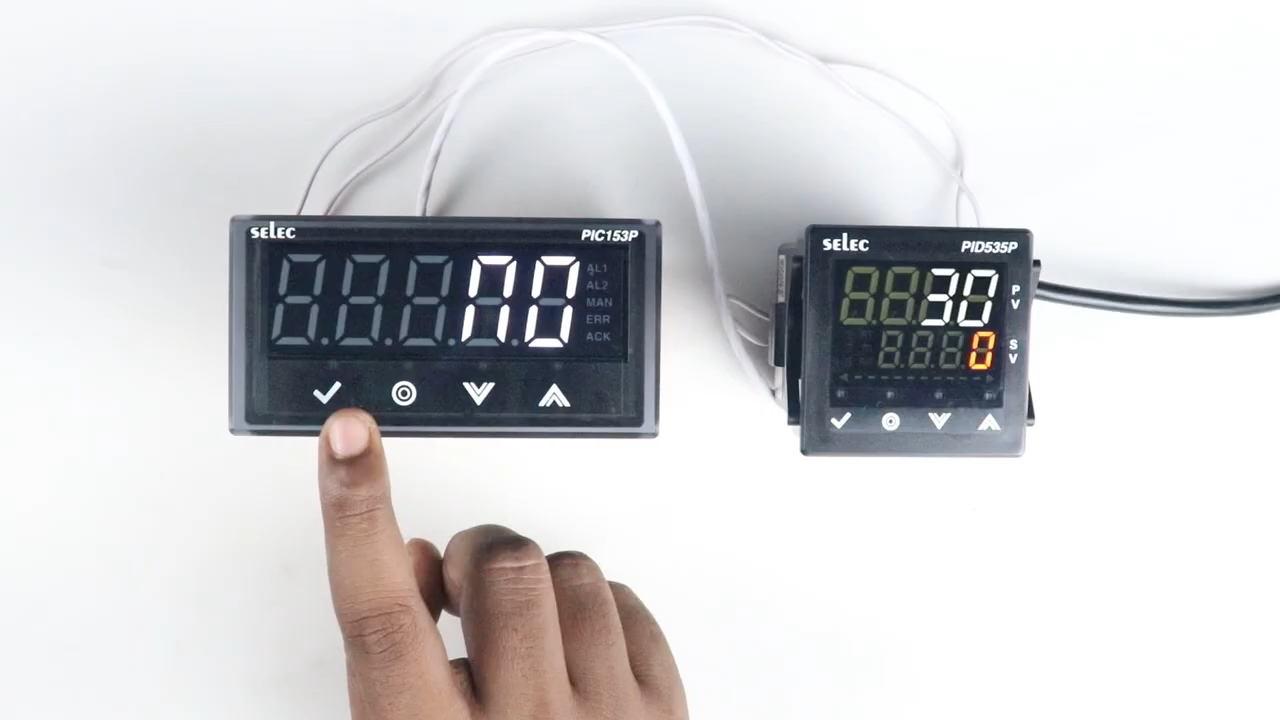 selec
PIC153P
NO
AL1
AL2
MAN
ERR
ACK
selec
PID535P
30
PV
0
SV